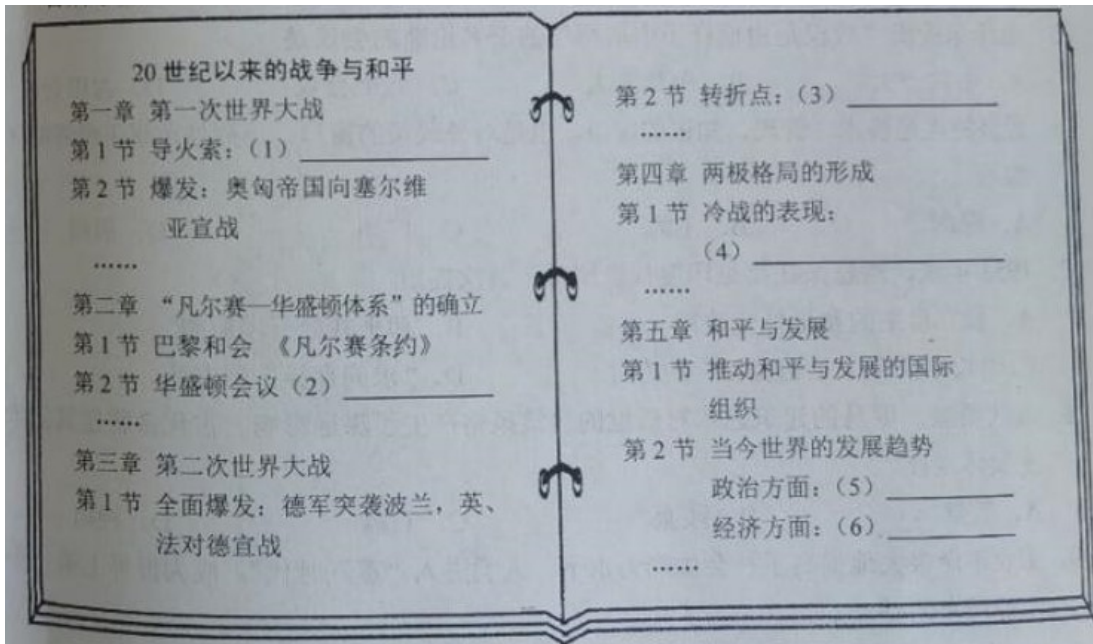 20世纪以来的战争与和平
第一章 第一次世界大战
第1节 导火索：（1）
第2节 爆发：奥匈帝国向塞尔维
亚宣战
……
第二章 “凡尔赛—华盛顿体系”的确立
第1节 巴黎和会 《凡尔赛条约》
第2节 华盛顿会议（2）
……
第三章 第二次世界大战
第1节 全面爆发：德军突袭波兰，英、
法对德宣战
第2节 转折点：（3）
……
第四章 两极格局的形成
第1节 冷战的表现：
（4）
……
第五章 和平与发展
第1节 推动和平与发展的国际
组织
第2节 当今世界的发展趋势
政治方面：（5）
经济方面：（6）
……